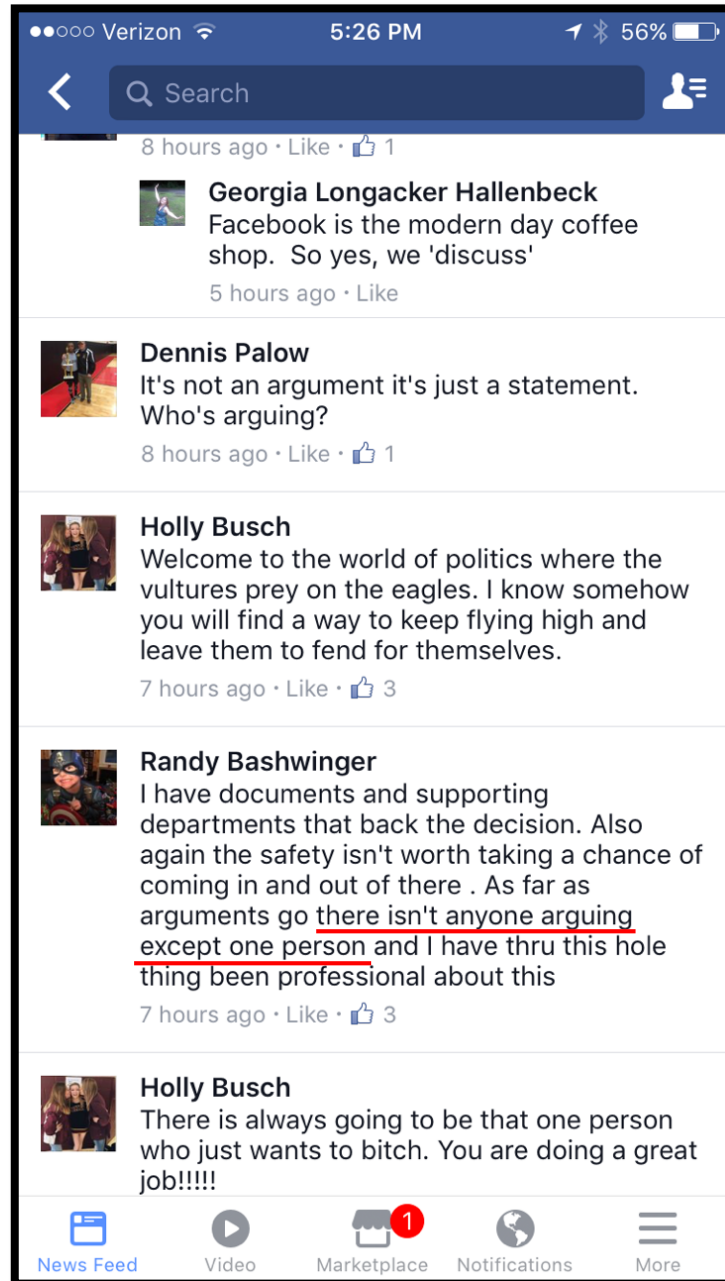 Verizon 5:26 PM 56%
Search
8 hours ago · Like · 1
Georgia Longacker Hallenbeck
Facebook is the modern day coffee
shop.  So yes, we 'discuss'
5 hours ago · Like
Dennis Palow
It's not an argument it's just a statement.
Who's arguing?
8 hours ago · Like · 1
Holly Busch
Welcome to the world of politics where the
vultures prey on the eagles. I know somehow
you will find a way to keep flying high and
leave them to fend for themselves.
7 hours ago · Like · 3
Randy Bashwinger
I have documents and supporting
departments that back the decision. Also
again the safety isn't worth taking a chance of
coming in and out of there . As far as
arguments go there isn't anyone arguing
except one person and I have thru this hole
thing been professional about this
7 hours ago · Like · 3
Holly Busch
There is always going to be that one person
who just wants to bitch. You are doing a great
job!!!!!
1
News Feed Video Marketplace Notifications More